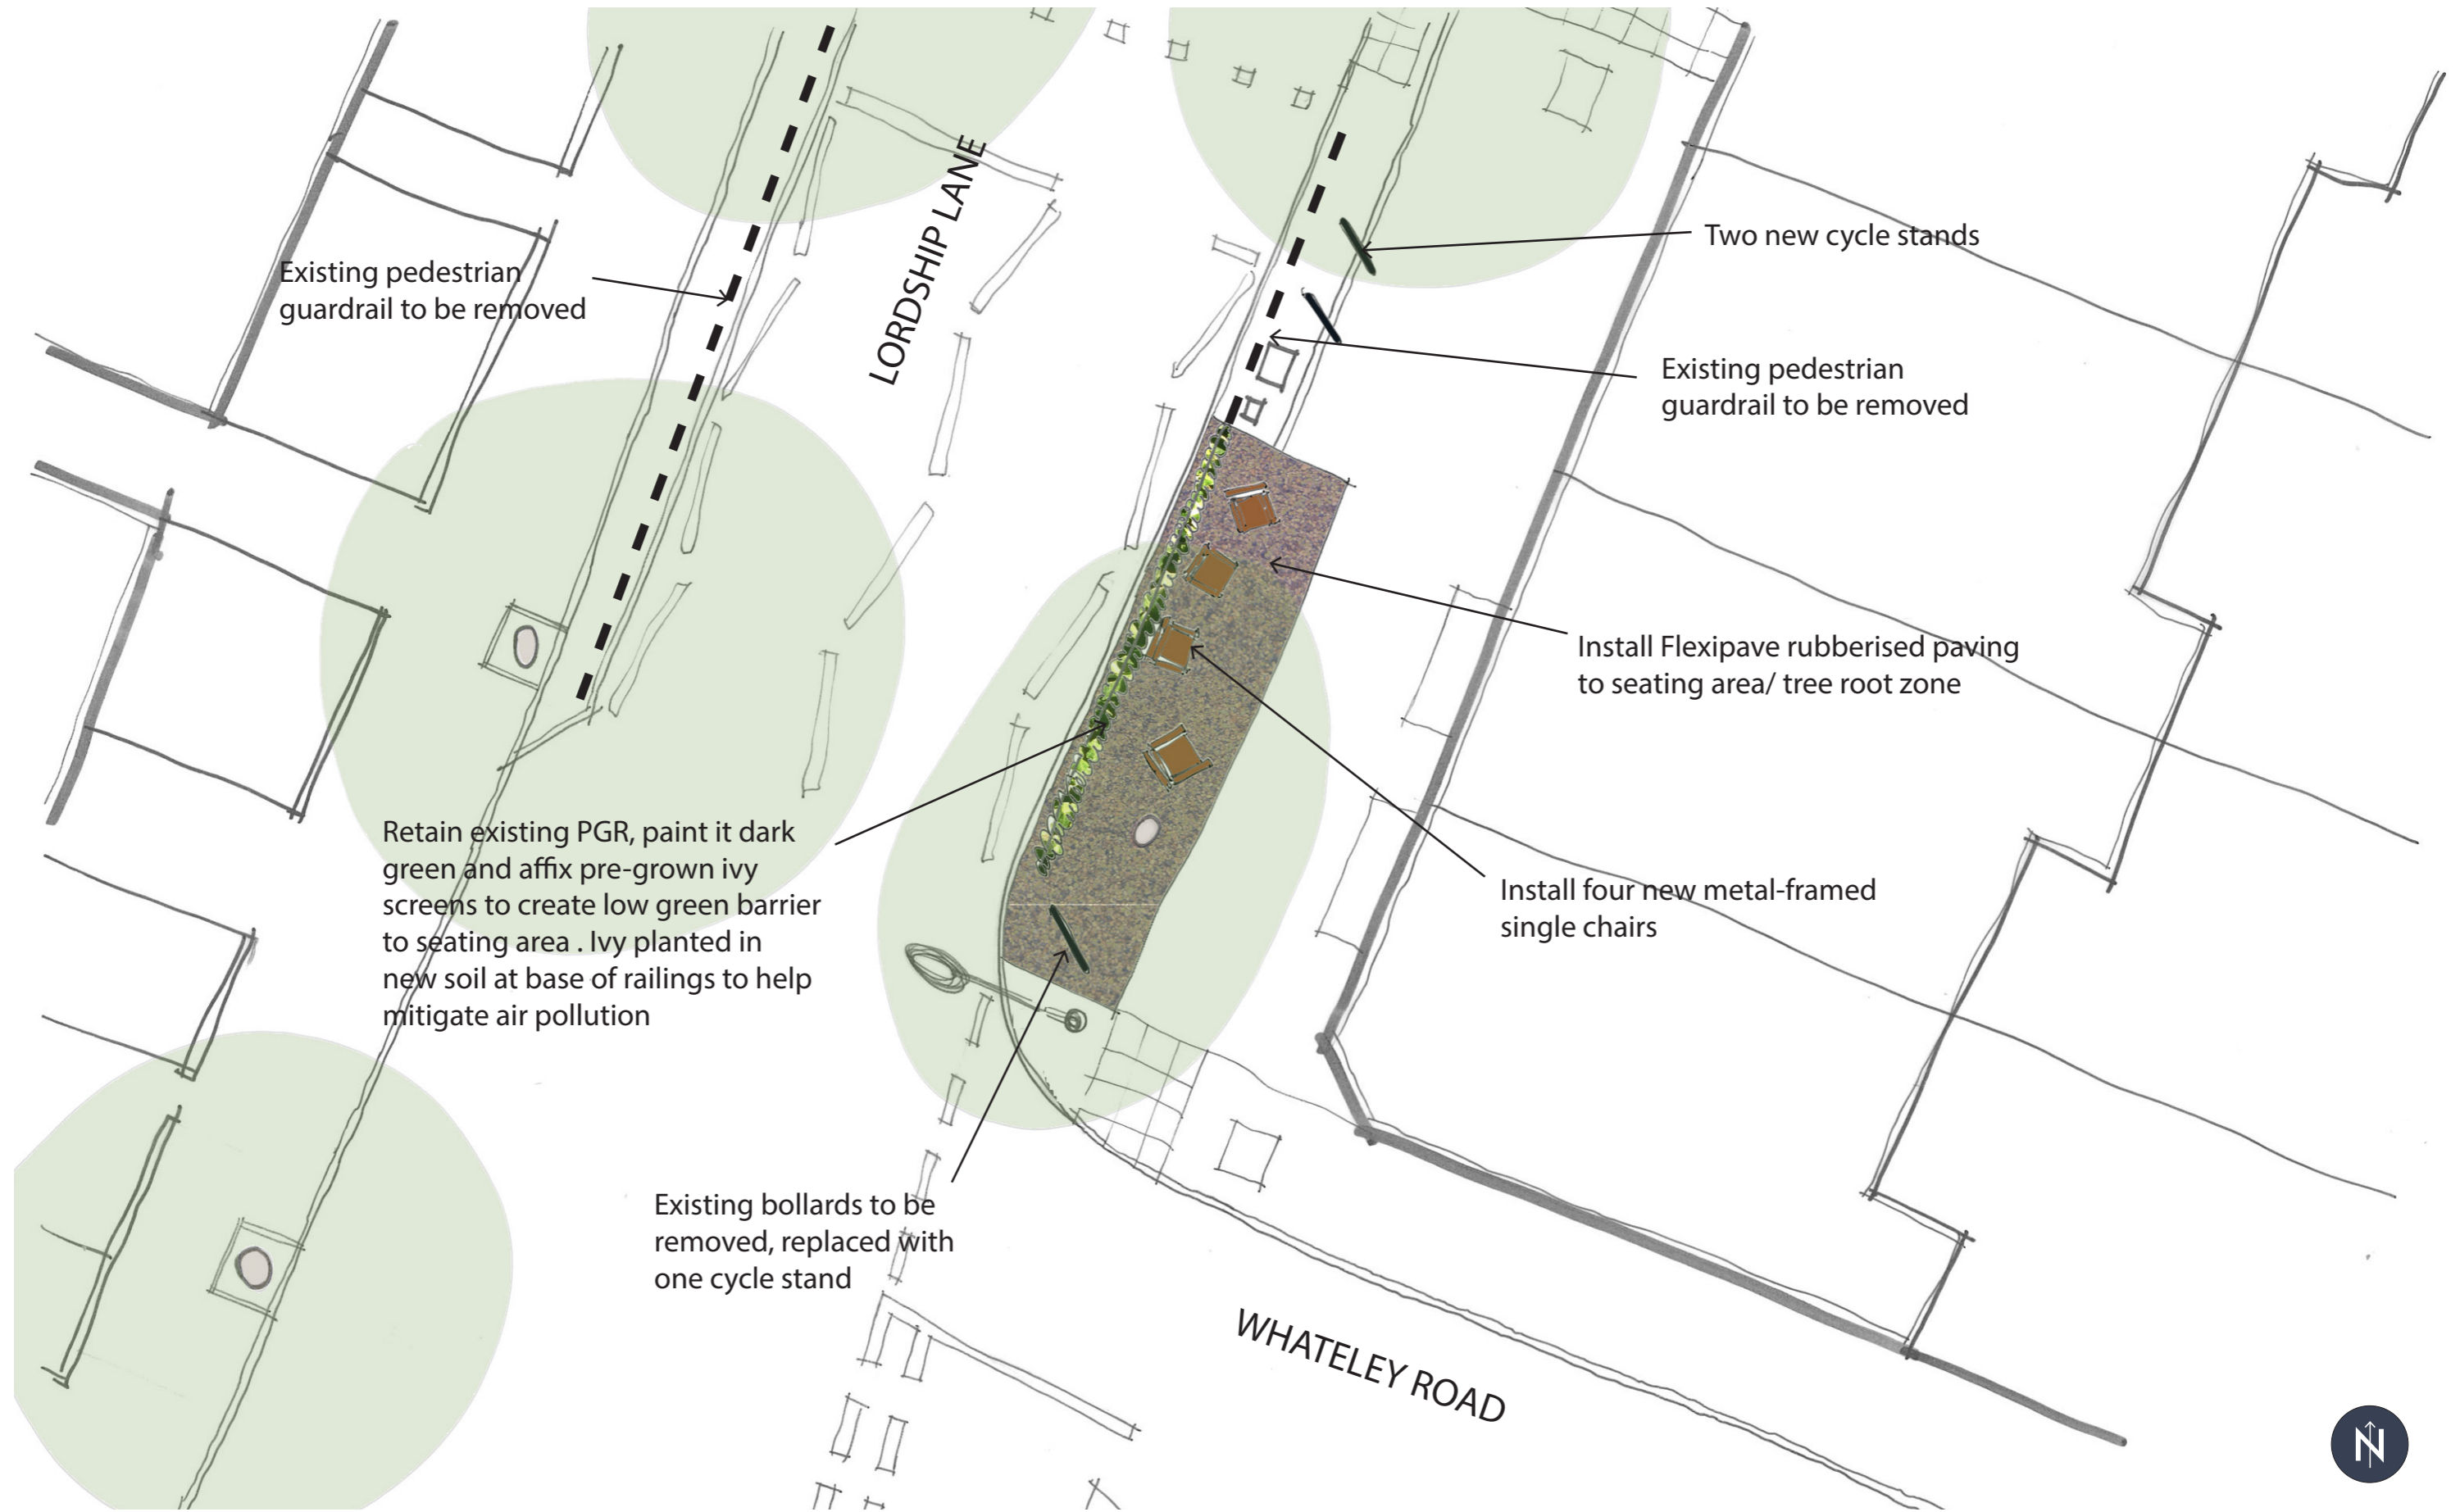 LORDSHIP LANE
Two new cycle stands
Existing pedestrian
guardrail to be removed
Existing pedestrian
guardrail to be removed
Install Flexipave rubberised paving
to seating area/ tree root zone
Retain existing PGR, paint it dark
green and affix pre-grown ivy
screens to create low green barrier
to seating area . Ivy planted in
new soil at base of railings to help
mitigate air pollution
Install four new metal-framed
single chairs
Existing bollards to be
removed, replaced with
one cycle stand
WHATELEY ROAD
N